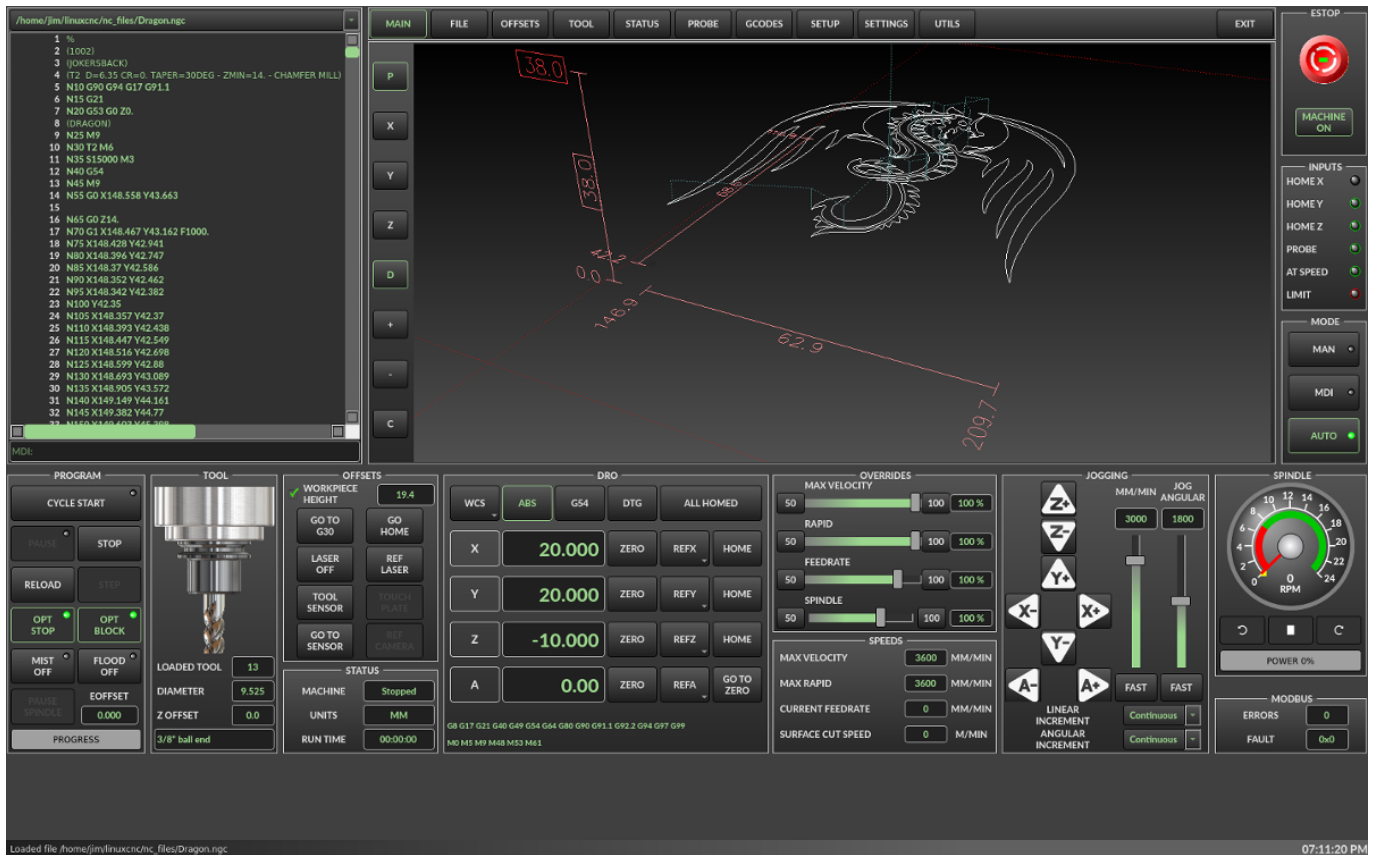 /home/jim/linuxcnc/nc_files/Dragon.ngc
1 %
2 (1002)
3 (JOKERSBACK)
4 (T2 D=6.35 CR=0. TAPER=30DEG - ZMIN=14. - CHAMFER MILL)
5 N10 G90 G94 G17 G91.1
6 N15 G21
7 N20 G53 G0 Z0.
8 (DRAGON)
9 N25 M9
10 N30 T2 M6
11 N35 S15000 M3
12 N40 G54
13 N45 M9
14 N55 G0 X148.558 Y43.663
15
16 N65 G0 Z14.
17 N70 G1 X148.467 Y43.162 F1000.
18 N75 X148.428 Y42.941
19 N80 X148.396 Y42.747
20 N85 X148.37 Y42.586
21 N90 X148.352 Y42.462
22 N95 X148.342 Y42.382
23 N100 Y42.35
24 N105 X148.357 Y42.37
25 N110 X148.393 Y42.438
26 N115 X148.447 Y42.549
27 N120 X148.516 Y42.698
28 N125 X148.599 Y42.88
29 N130 X148.693 Y43.089
30 N135 X148.905 Y43.572
31 N140 X149.149 Y44.161
32 N145 X149.382 Y44.77
MDI:
MAIN FILE OFFSETS TOOL STATUS PROBE GCODES SETUP SETTINGS UTILS EXIT
P
X
Y
Z
D
+
-
C
38.0
38.0
68.6
42.2
0.0
146.9
62.9
209.7
ESTOP
MACHINE
ON
INPUTS
HOME X
HOME Y
HOME Z
PROBE
AT SPEED
LIMIT
MODE
MAN
MDI
AUTO
PROGRAM
CYCLE START
PAUSE STOP
RELOAD STEP
OPT
STOP
OPT
BLOCK
MIST
OFF
FLOOD
OFF
PAUSE
SPINDLE
EOFFSET
0.000
PROGRESS
TOOL
LOADED TOOL 13
DIAMETER 9.525
Z OFFSET 0.0
3/8" ball end
OFFSETS
WORKPIECE
HEIGHT
19.4
GO TO
G30
GO
HOME
LASER
OFF
REF
LASER
TOOL
SENSOR
TOUCH
PLATE
GO TO
SENSOR
REF
CAMERA
STATUS
MACHINE Stopped
UNITS MM
RUN TIME 00:00:00
DRO
WCS ABS G54 DTG ALL HOMED
X 20.000 ZERO REFX HOME
Y 20.000 ZERO REFY HOME
Z -10.000 ZERO REFZ HOME
A 0.00 ZERO REFA GO TO
ZERO
G8 G17 G21 G40 G49 G54 G64 G80 G90 G91.1 G92.2 G94 G97 G99
M0 M5 M9 M48 M53 M61
OVERRIDES
MAX VELOCITY
50 100 100 %
RAPID
50 100 100 %
FEEDRATE
50 100 100 %
SPINDLE
50 100 100 %
SPEEDS
MAX VELOCITY 3600 MM/MIN
MAX RAPID 3600 MM/MIN
CURRENT FEEDRATE 0 MM/MIN
SURFACE CUT SPEED 0 M/MIN
JOGGING
Z+
Z-
Y+
X- X+
Y-
A- A+
MM/MIN
JOG
ANGULAR
3000 1800
FAST FAST
LINEAR
INCREMENT
Continuous
ANGULAR
INCREMENT
Continuous
SPINDLE
0 2 4 6 8 10 12 14 16 18 20 22 24
0
RPM
POWER 0%
MODBUS
ERRORS 0
FAULT 0x0
Loaded file /home/jim/linuxcnc/nc_files/Dragon.ngc
07:11:20 PM